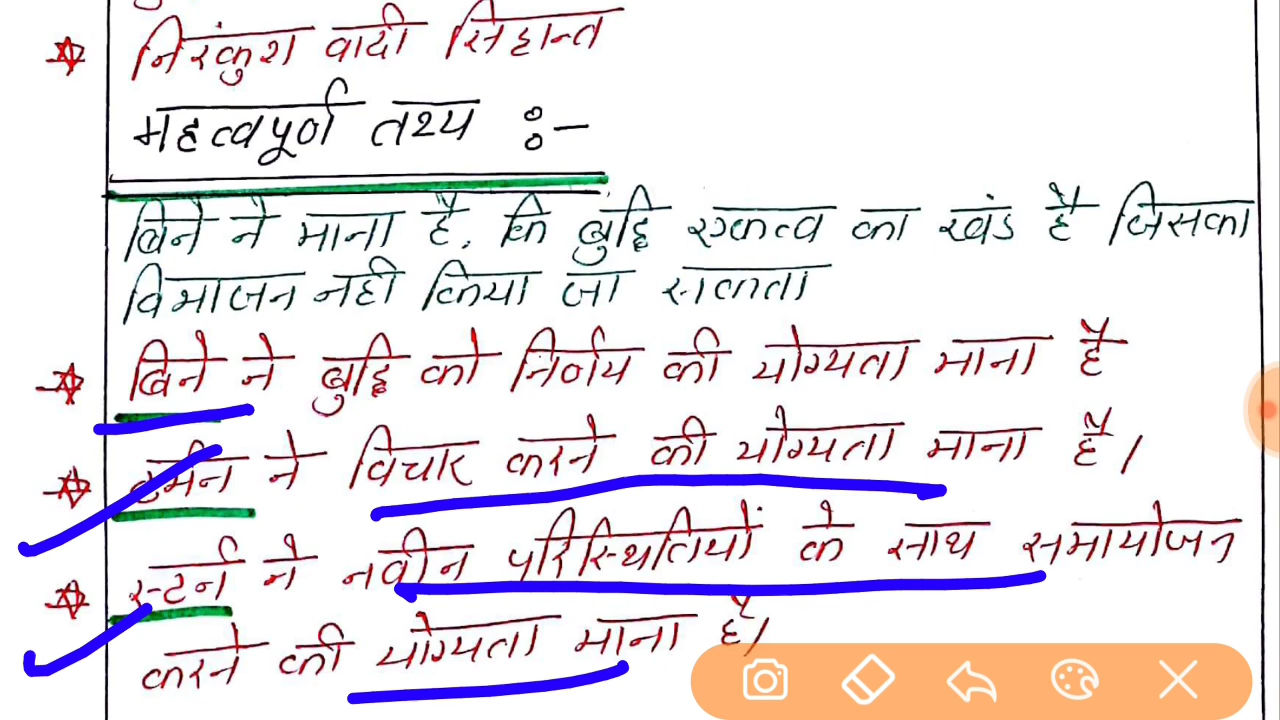 निरंकुश वादी सिद्दान्त
महत्वपूर्ण तथ्य :-
बिने ने माना है. कि बुद्दि एकत्व का खंड है जिसका
विभाजन नही किया जा सकता
बिने ने बुद्दि को निर्णय की योग्यता माना है
टर्मन ने विचार करने की योग्यता माना है।
स्टर्न ने नवीन परिस्थितियों के साथ समायोजन
करने की योग्यता माना है।